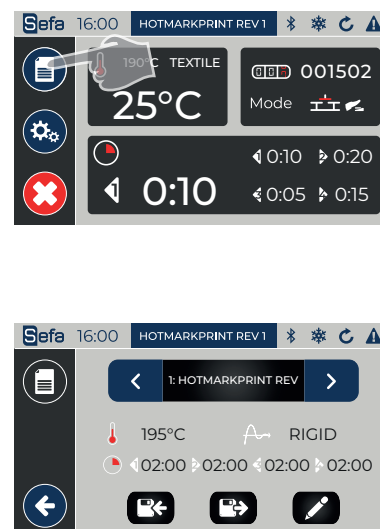 Sefa 16:00 HOTMARKPRINT REV 1
190°C TEXTILE
25°C
001502
Mode
1 0:10
0:10 0:20
0:05 0:15
Sefa 16:00 HOTMARKPRINT REV 1
1: HOTMARKPRINT REV
195°C RIGID
02:00 02:00 02:00 02:00